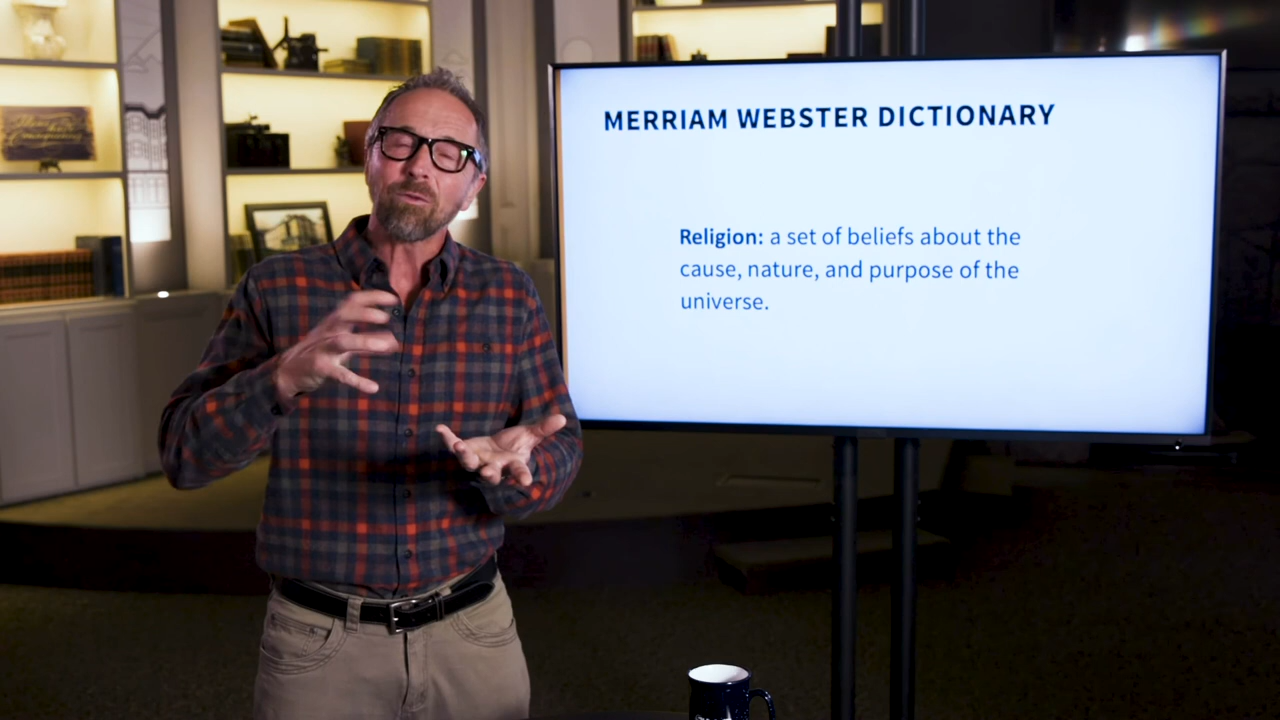 MERRIAM WEBSTER DICTIONARY
Religion: a set of beliefs about the
cause, nature, and purpose of the
universe.